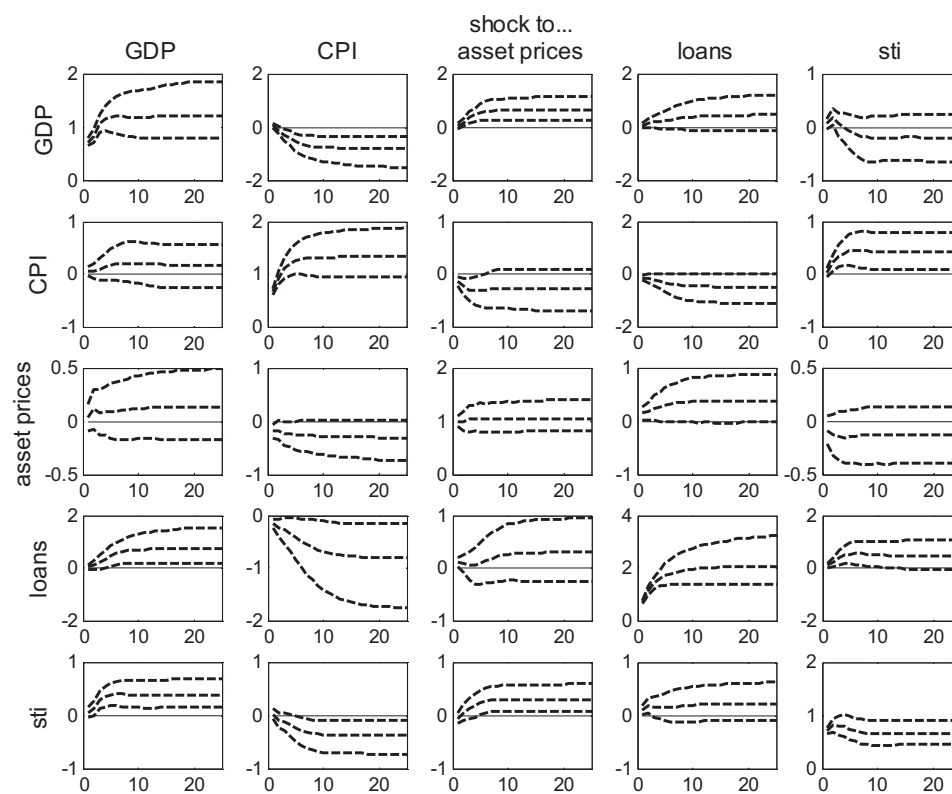 shock to...
GDP CPI asset prices loans sti
GDP
2 0 2 2 1
1 0 0 0
0 -2 -2 -2 -1
0 10 20 0 10 20 0 10 20 0 10 20 0 10 20
CPI
1 2 1 2 1
0 1 0 0 0
-1 0 -1 -2 -1
0 10 20 0 10 20 0 10 20 0 10 20 0 10 20
asset prices
0.5 1 2 1 0.5
0 0 1 0 0
-0.5 -1 0 -1 -0.5
0 10 20 0 10 20 0 10 20 0 10 20 0 10 20
loans
2 0 1 4 2
0 -1 0 2 0
-2 -2 -1 0 -2
0 10 20 0 10 20 0 10 20 0 10 20 0 10 20
sti
1 1 1 1 2
0 0 0 0 1
-1 -1 -1 -1 0
0 10 20 0 10 20 0 10 20 0 10 20 0 10 20